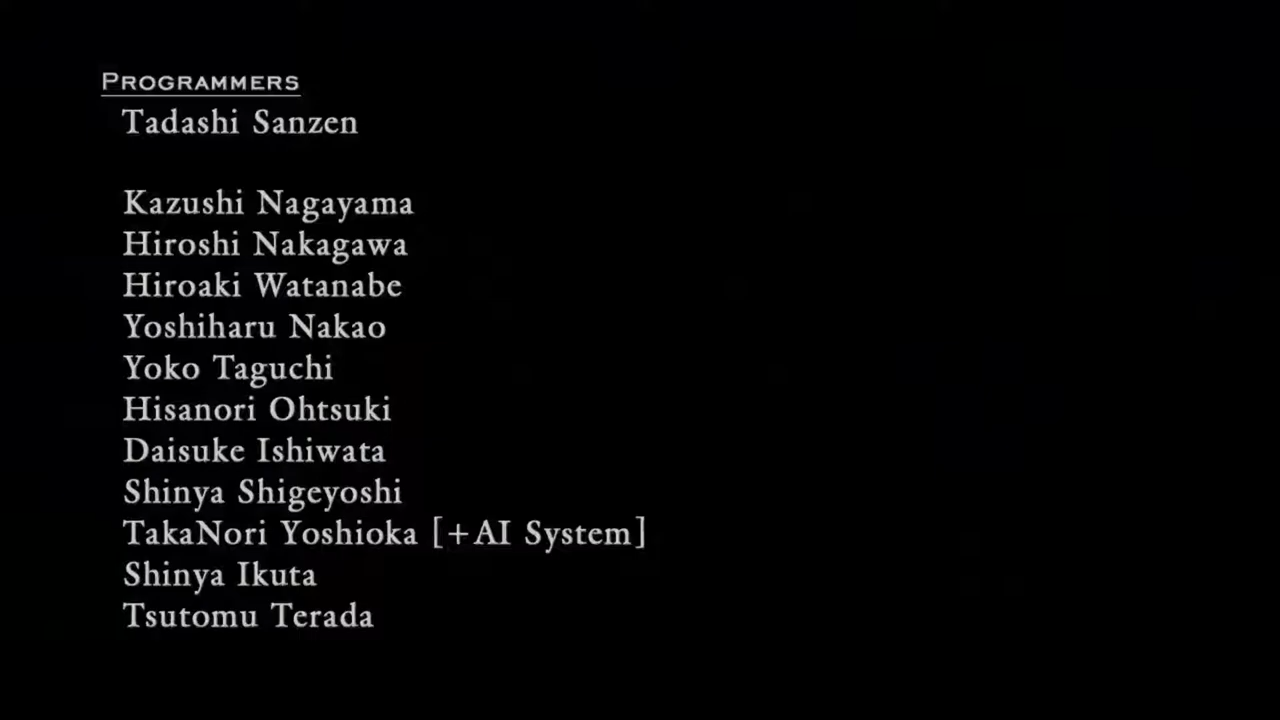 PROGRAMMERS
Tadashi Sanzen
Kazushi Nagayama
Hiroshi Nakagawa
Hiroaki Watanabe
Yoshiharu Nakao
Yoko Taguchi
Hisanori Ohtsuki
Daisuke Ishiwata
Shinya Shigeyoshi
TakaNori Yoshioka [+AI System]
Shinya Ikuta
Tsutomu Terada